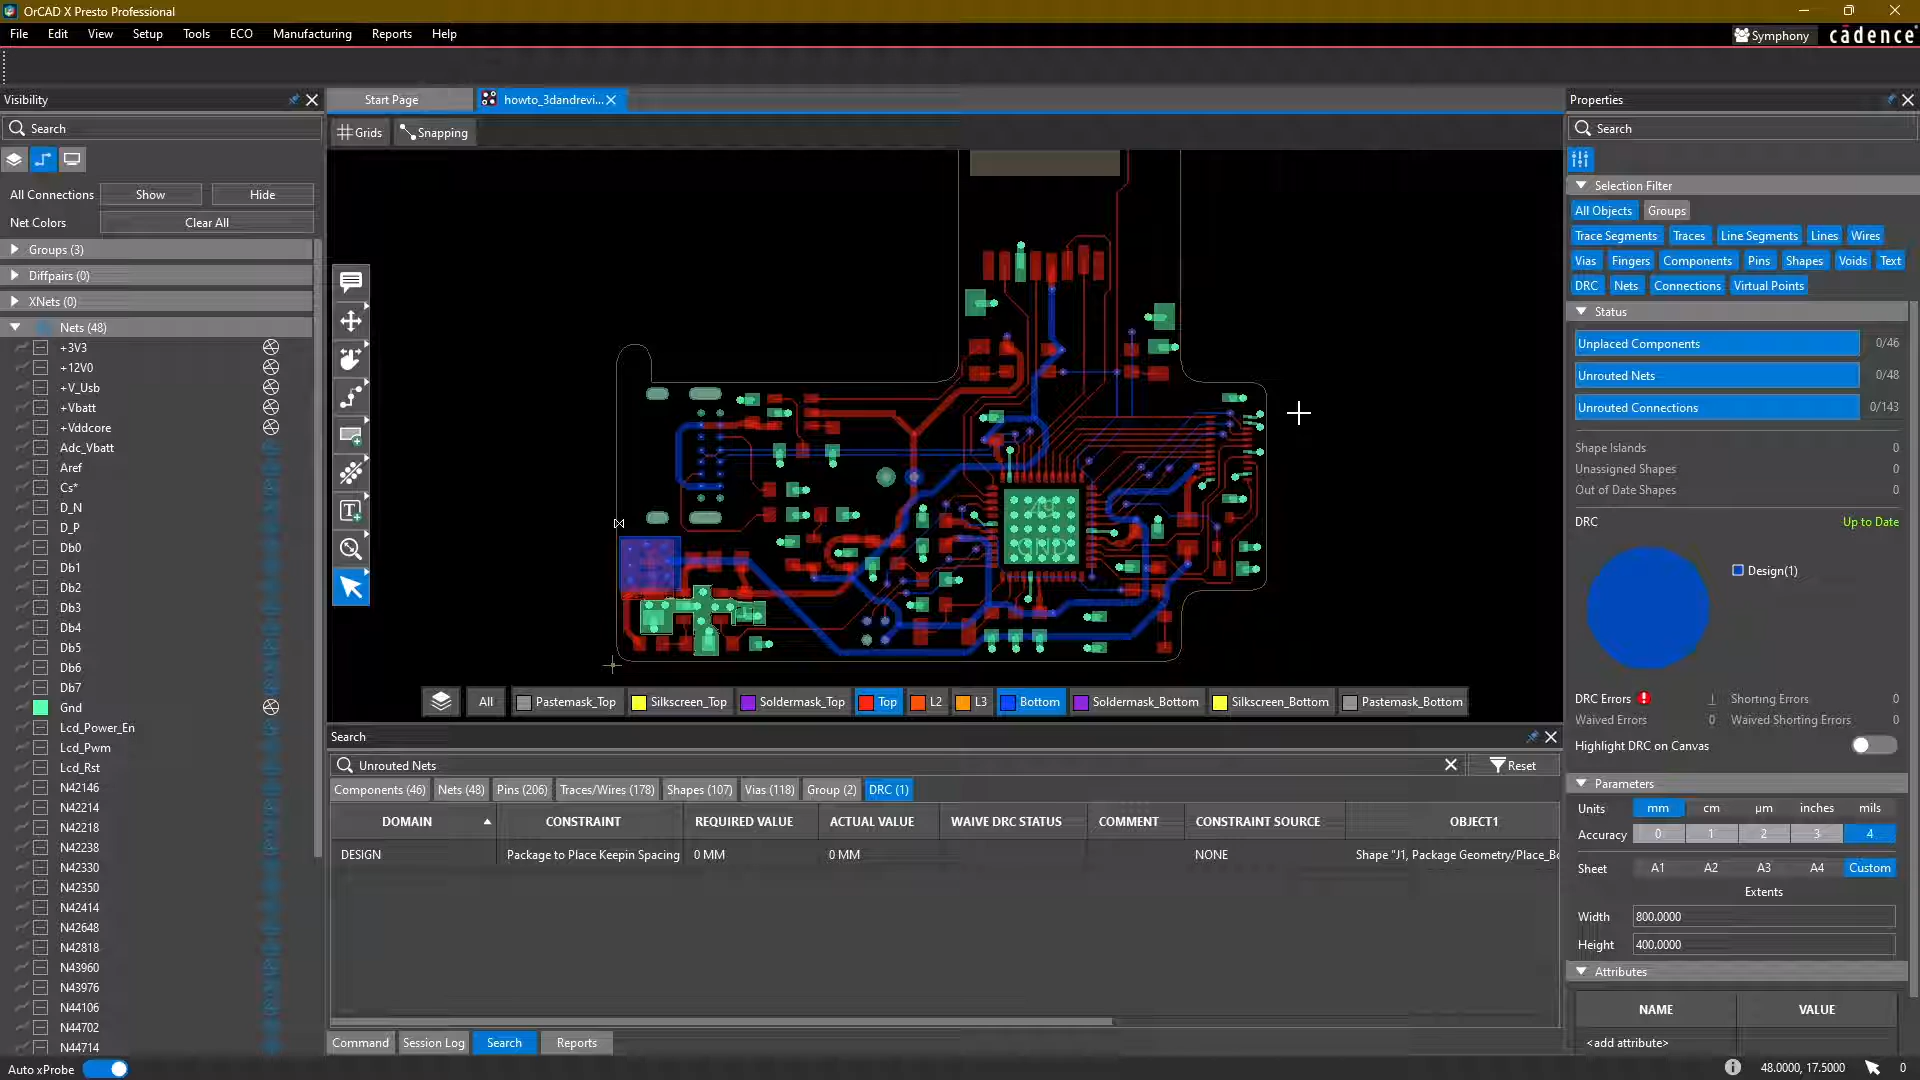 OrCAD X Presto Professional
File Edit View Setup Tools ECO Manufacturing Reports Help
Symphony cādence
Visibility
Search
All Connections Show Hide
Net Colors Clear All
Groups (3)
Diffpairs (0)
XNets (0)
Nets (48)
+3V3
+12V0
+V_Usb
+Vbatt
+Vddcore
Adc_Vbatt
Aref
Cs*
D_N
D_P
Db0
Db1
Db2
Db3
Db4
Db5
Db6
Db7
Gnd
Lcd_Power_En
Lcd_Pwm
Lcd_Rst
N42146
N42214
N42218
N42238
N42330
N42350
N42414
N42648
N42818
N43960
N43976
N44106
N44702
N44714
Auto xProbe
Start Page howto_3dandrevi...
Grids Snapping
49
GND
All Pastemask_Top Silkscreen_Top Soldermask_Top Top L2 L3 Bottom Soldermask_Bottom Silkscreen_Bottom Pastemask_Bottom
Search
Unrouted Nets Reset
Components (46) Nets (48) Pins (206) Traces/Wires (178) Shapes (107) Vias (118) Group (2) DRC (1)
DOMAIN CONSTRAINT REQUIRED VALUE ACTUAL VALUE WAIVE DRC STATUS COMMENT CONSTRAINT SOURCE OBJECT1
DESIGN Package to Place Keepin Spacing 0 MM 0 MM NONE Shape "J1, Package Geometry/Place_Bo
Command Session Log Search Reports
Properties
Search
Selection Filter
All Objects Groups
Trace Segments Traces Line Segments Lines Wires
Vias Fingers Components Pins Shapes Voids Text
DRC Nets Connections Virtual Points
Status
Unplaced Components 0/46
Unrouted Nets 0/48
Unrouted Connections 0/143
Shape Islands 0
Unassigned Shapes 0
Out of Date Shapes 0
DRC Up to Date
Design(1)
DRC Errors 1 Shorting Errors 0
Waived Errors 0 Waived Shorting Errors 0
Highlight DRC on Canvas
Parameters
Units mm cm µm inches mils
Accuracy 0 1 2 3 4
Sheet A1 A2 A3 A4 Custom
Extents
Width 800.0000
Height 400.0000
Attributes
NAME VALUE
<add attribute>
48.0000, 17.5000 0